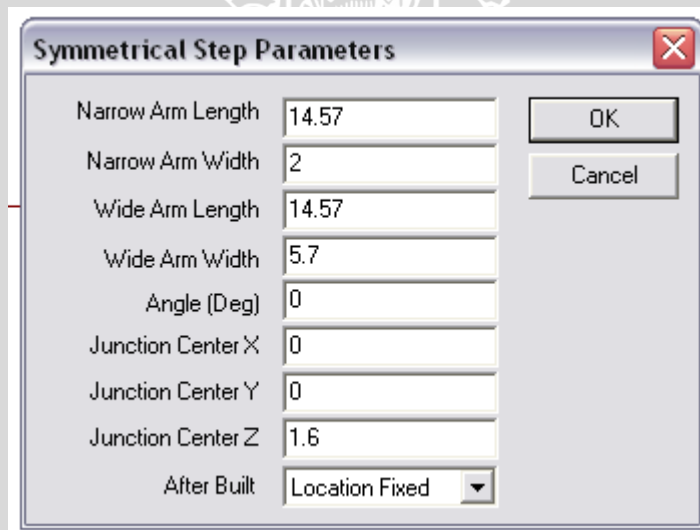 Symmetrical Step Parameters
Narrow Arm Length 14.57 OK
Narrow Arm Width 2 Cancel
Wide Arm Length 14.57
Wide Arm Width 5.7
Angle (Deg) 0
Junction Center X 0
Junction Center Y 0
Junction Center Z 1.6
After Built Location Fixed